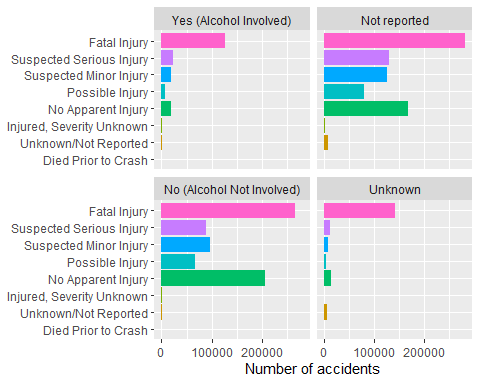 Yes (Alcohol Involved)
Not reported
Fatal Injury
Suspected Serious Injury
Suspected Minor Injury
Possible Injury
No Apparent Injury
Injured, Severity Unknown
Unknown/Not Reported
Died Prior to Crash
No (Alcohol Not Involved)
Unknown
Fatal Injury
Suspected Serious Injury
Suspected Minor Injury
Possible Injury
No Apparent Injury
Injured, Severity Unknown
Unknown/Not Reported
Died Prior to Crash
0 100000 200000 0 100000 200000
Number of accidents